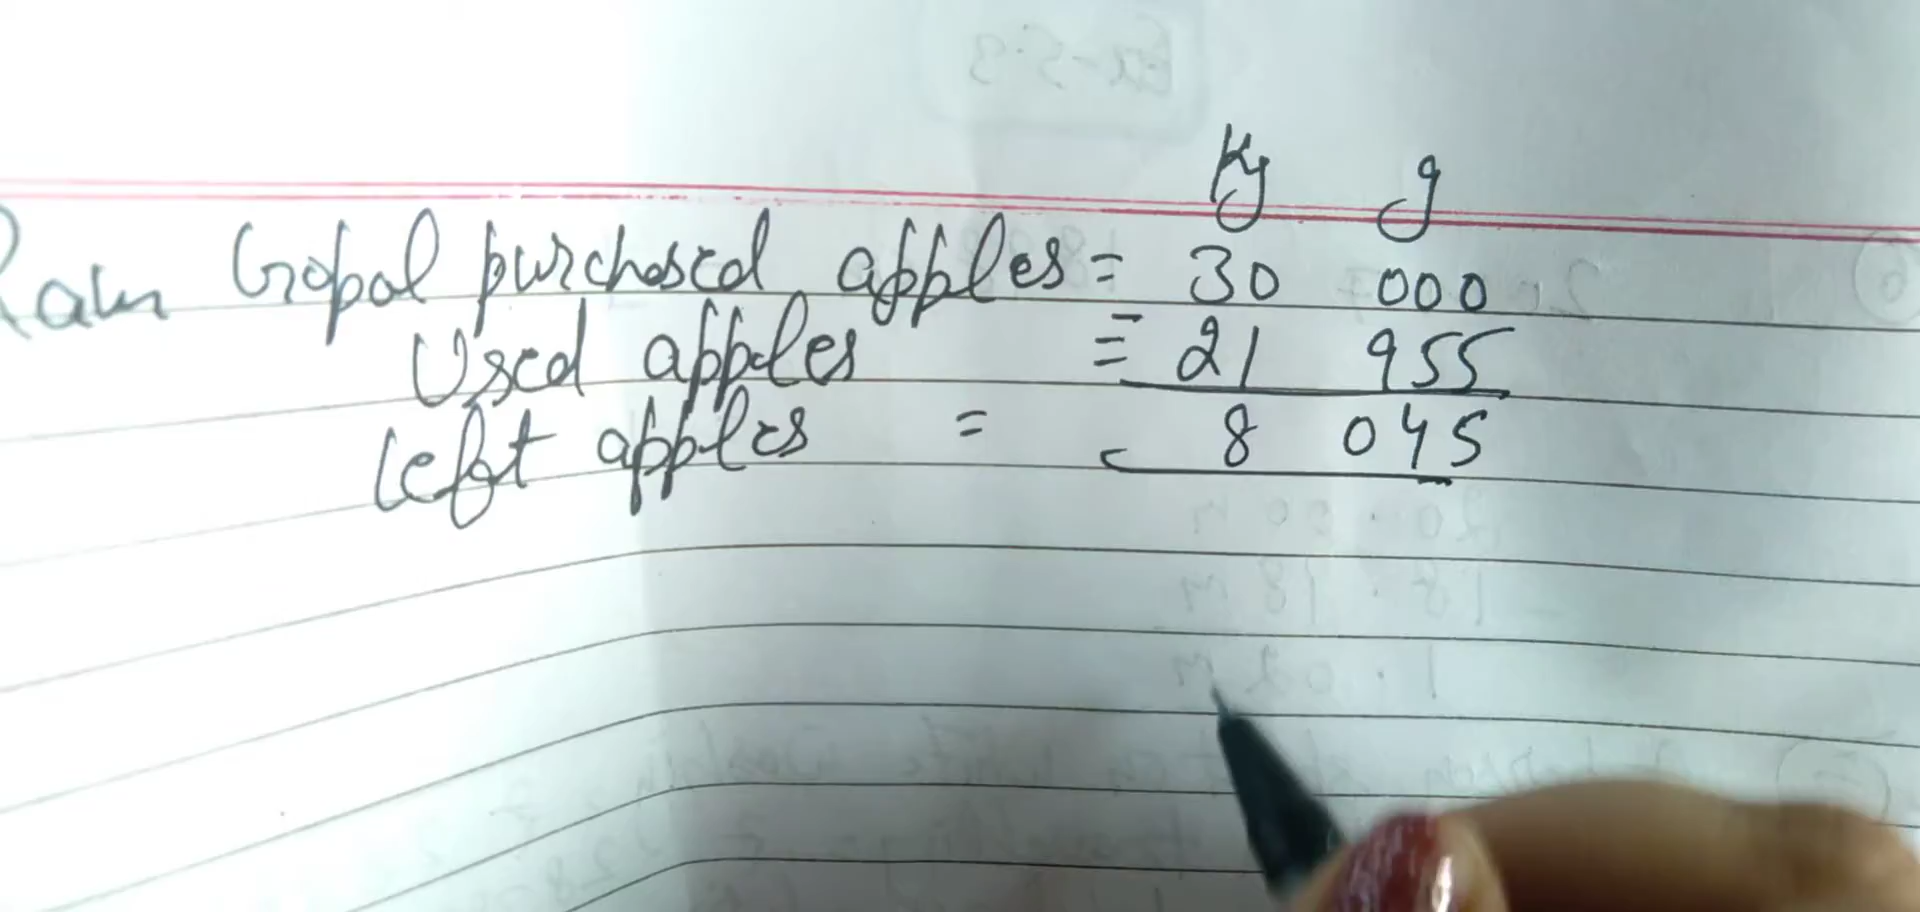 Kg g
Ram Gopal purchased apples = 30 000
Used apples = 21 955
Left apples = 8 045